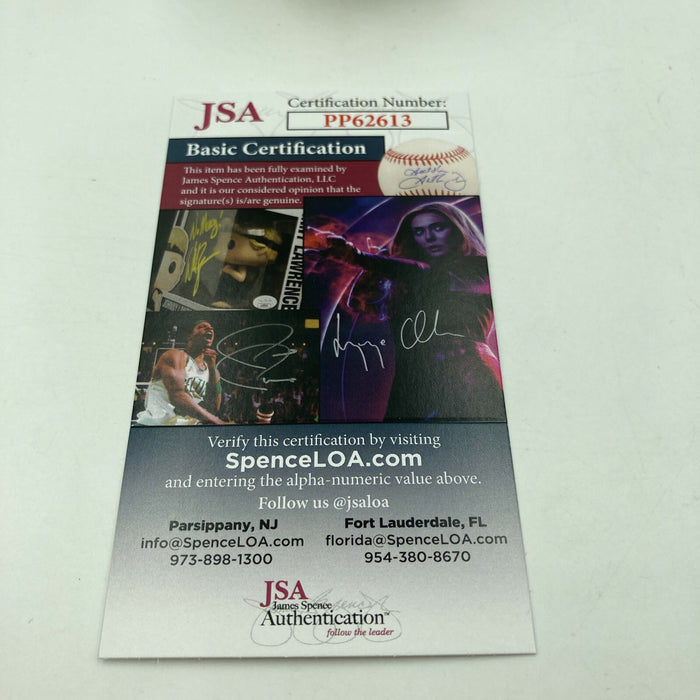 JSA
Certification Number:
PP62613
Basic Certification
This item has been fully examined by
James Spence Authentication, LLC
and it is our considered opinion that the
signature(s) is/are genuine.
LAWRENCE
Verify this certification by visiting
SpenceLOA.com
and entering the alpha-numeric value above.
Follow us @jsaloa
Parsippany, NJ
info@SpenceLOA.com
973-898-1300
Fort Lauderdale, FL
florida@SpenceLOA.com
954-380-8670
JSA
James Spence
Authentication™
follow the leader